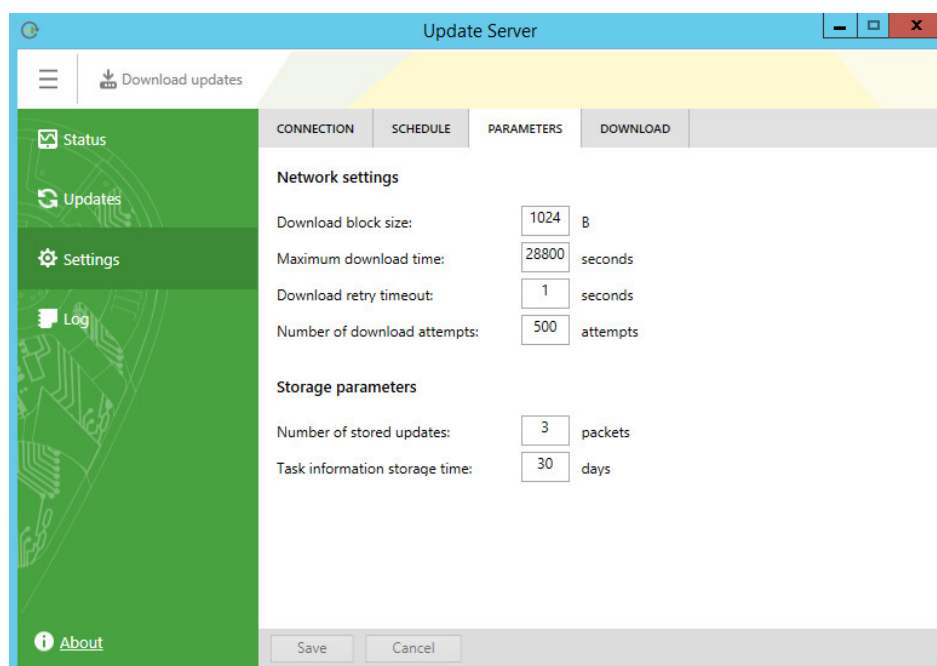 Update Server
Download updates
Status
Updates
Settings
Log
About
CONNECTION SCHEDULE PARAMETERS DOWNLOAD
Network settings
Download block size: 1024 B
Maximum download time: 28800 seconds
Download retry timeout: 1 seconds
Number of download attempts: 500 attempts
Storage parameters
Number of stored updates: 3 packets
Task information storage time: 30 days
Save Cancel